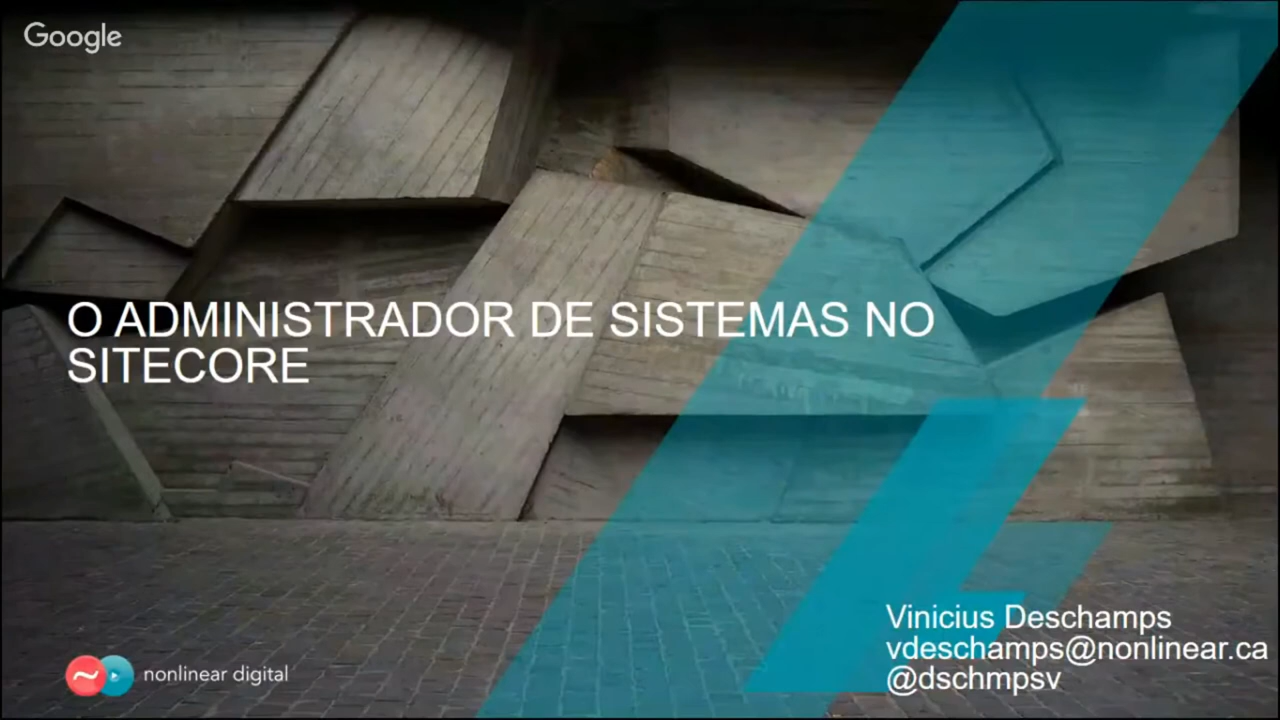 Google
O ADMINISTRADOR DE SISTEMAS NO
SITECORE
Vinicius Deschamps
vdeschamps@nonlinear.ca
@dschmpsv
nonlinear digital